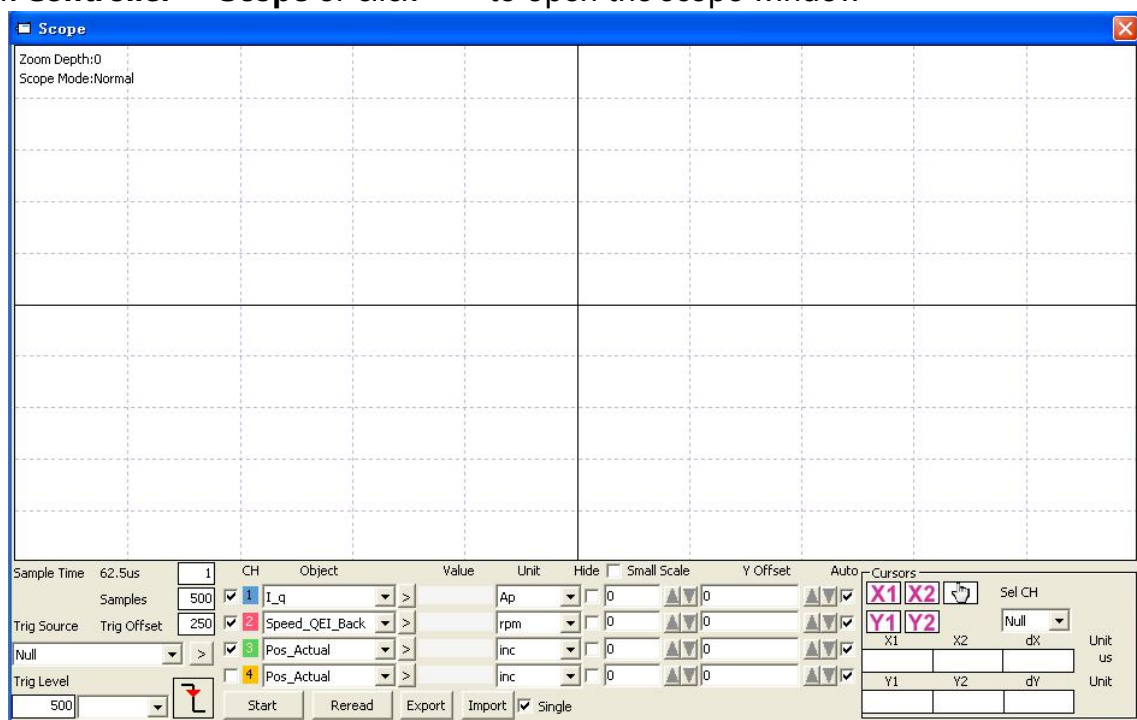 Scope
Zoom Depth:0
Scope Mode:Normal
Sample Time 62.5us 1 CH Object Value Unit Hide Small Scale Y Offset Auto Cursors
Samples 500 1 I_q > Ap 0 0 X1 X2 Sel CH
Trig Source Trig Offset 250 2 Speed_QEI_Back > rpm 0 0 Y1 Y2 Null
Null > 3 Pos_Actual > inc 0 0 X1 X2 dX Unit
us
Trig Level 4 Pos_Actual > inc 0 0 Y1 Y2 dY Unit
500 Start Reread Export Import Single